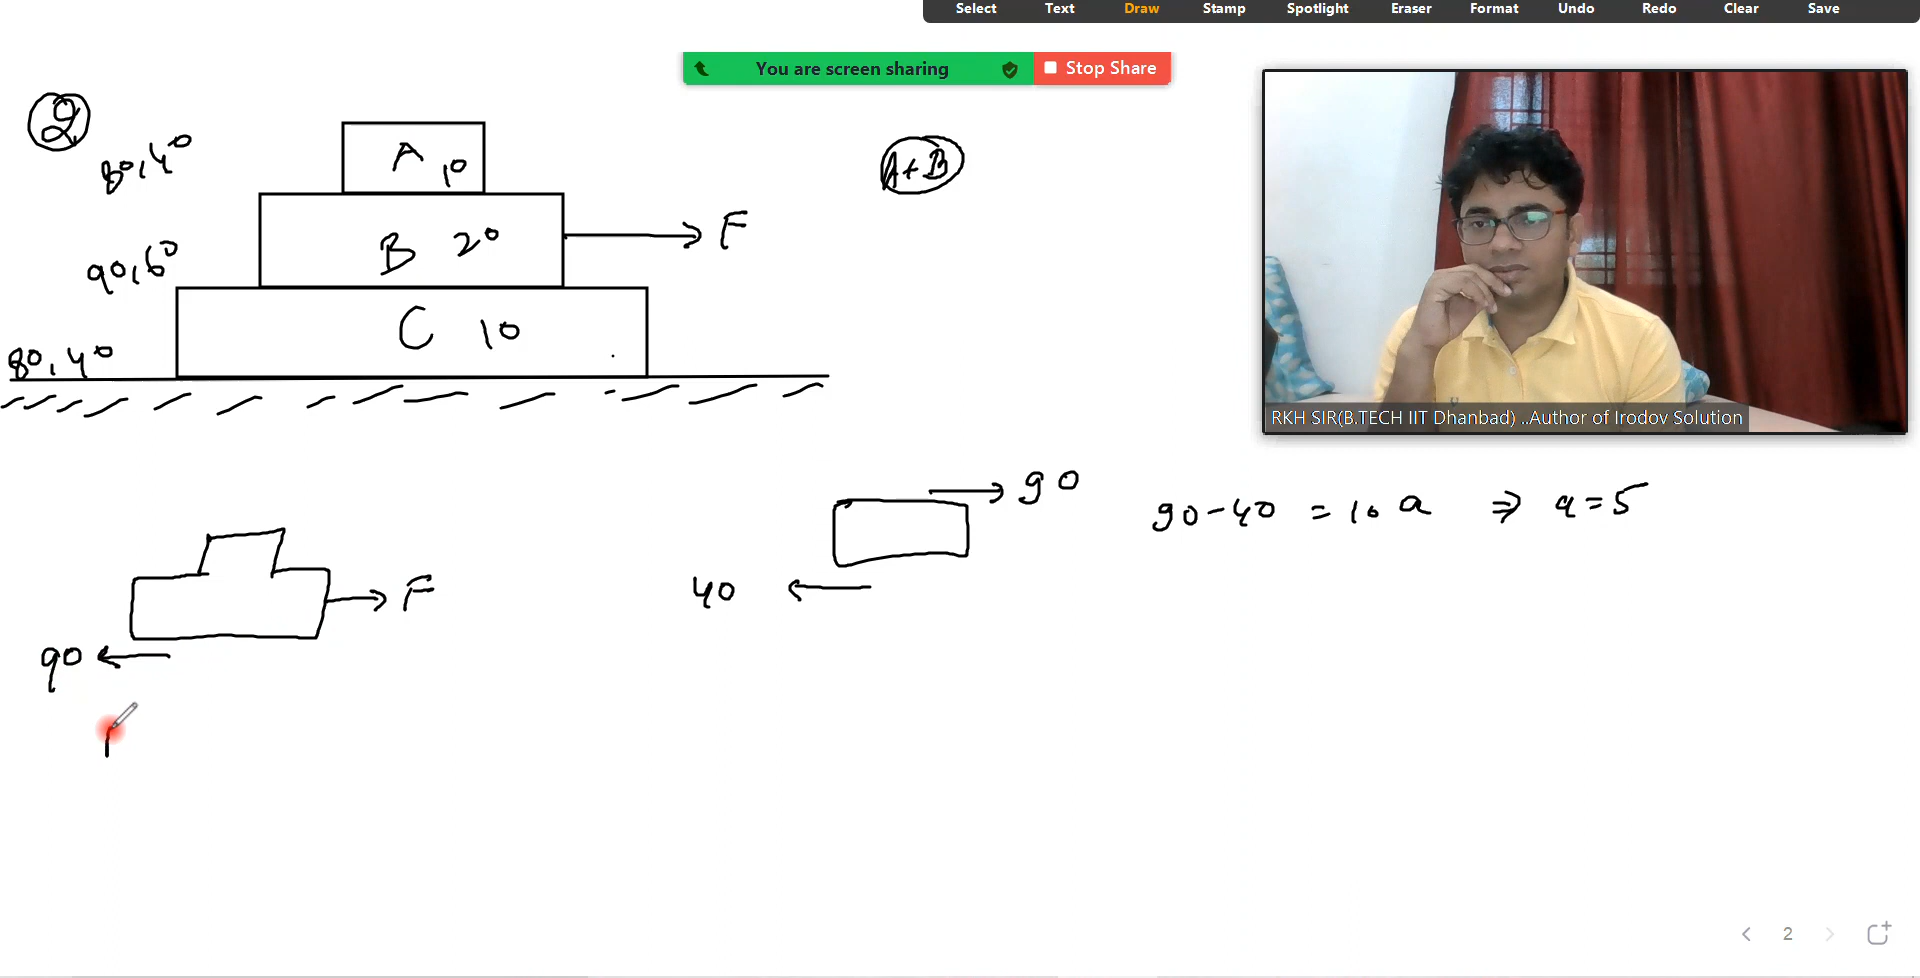 Select Text Draw Stamp Spotlight Eraser Format Undo Redo Clear Save
You are screen sharing
Stop Share
2
80, 40
A 10
A+B
F
B 20
90, 60
C 10
80, 40
RKH SIR(B.TECH IIT Dhanbad) ..Author of Irodov Solution
90
90-40 = 10a ⇒ a=5
40
F
90
2